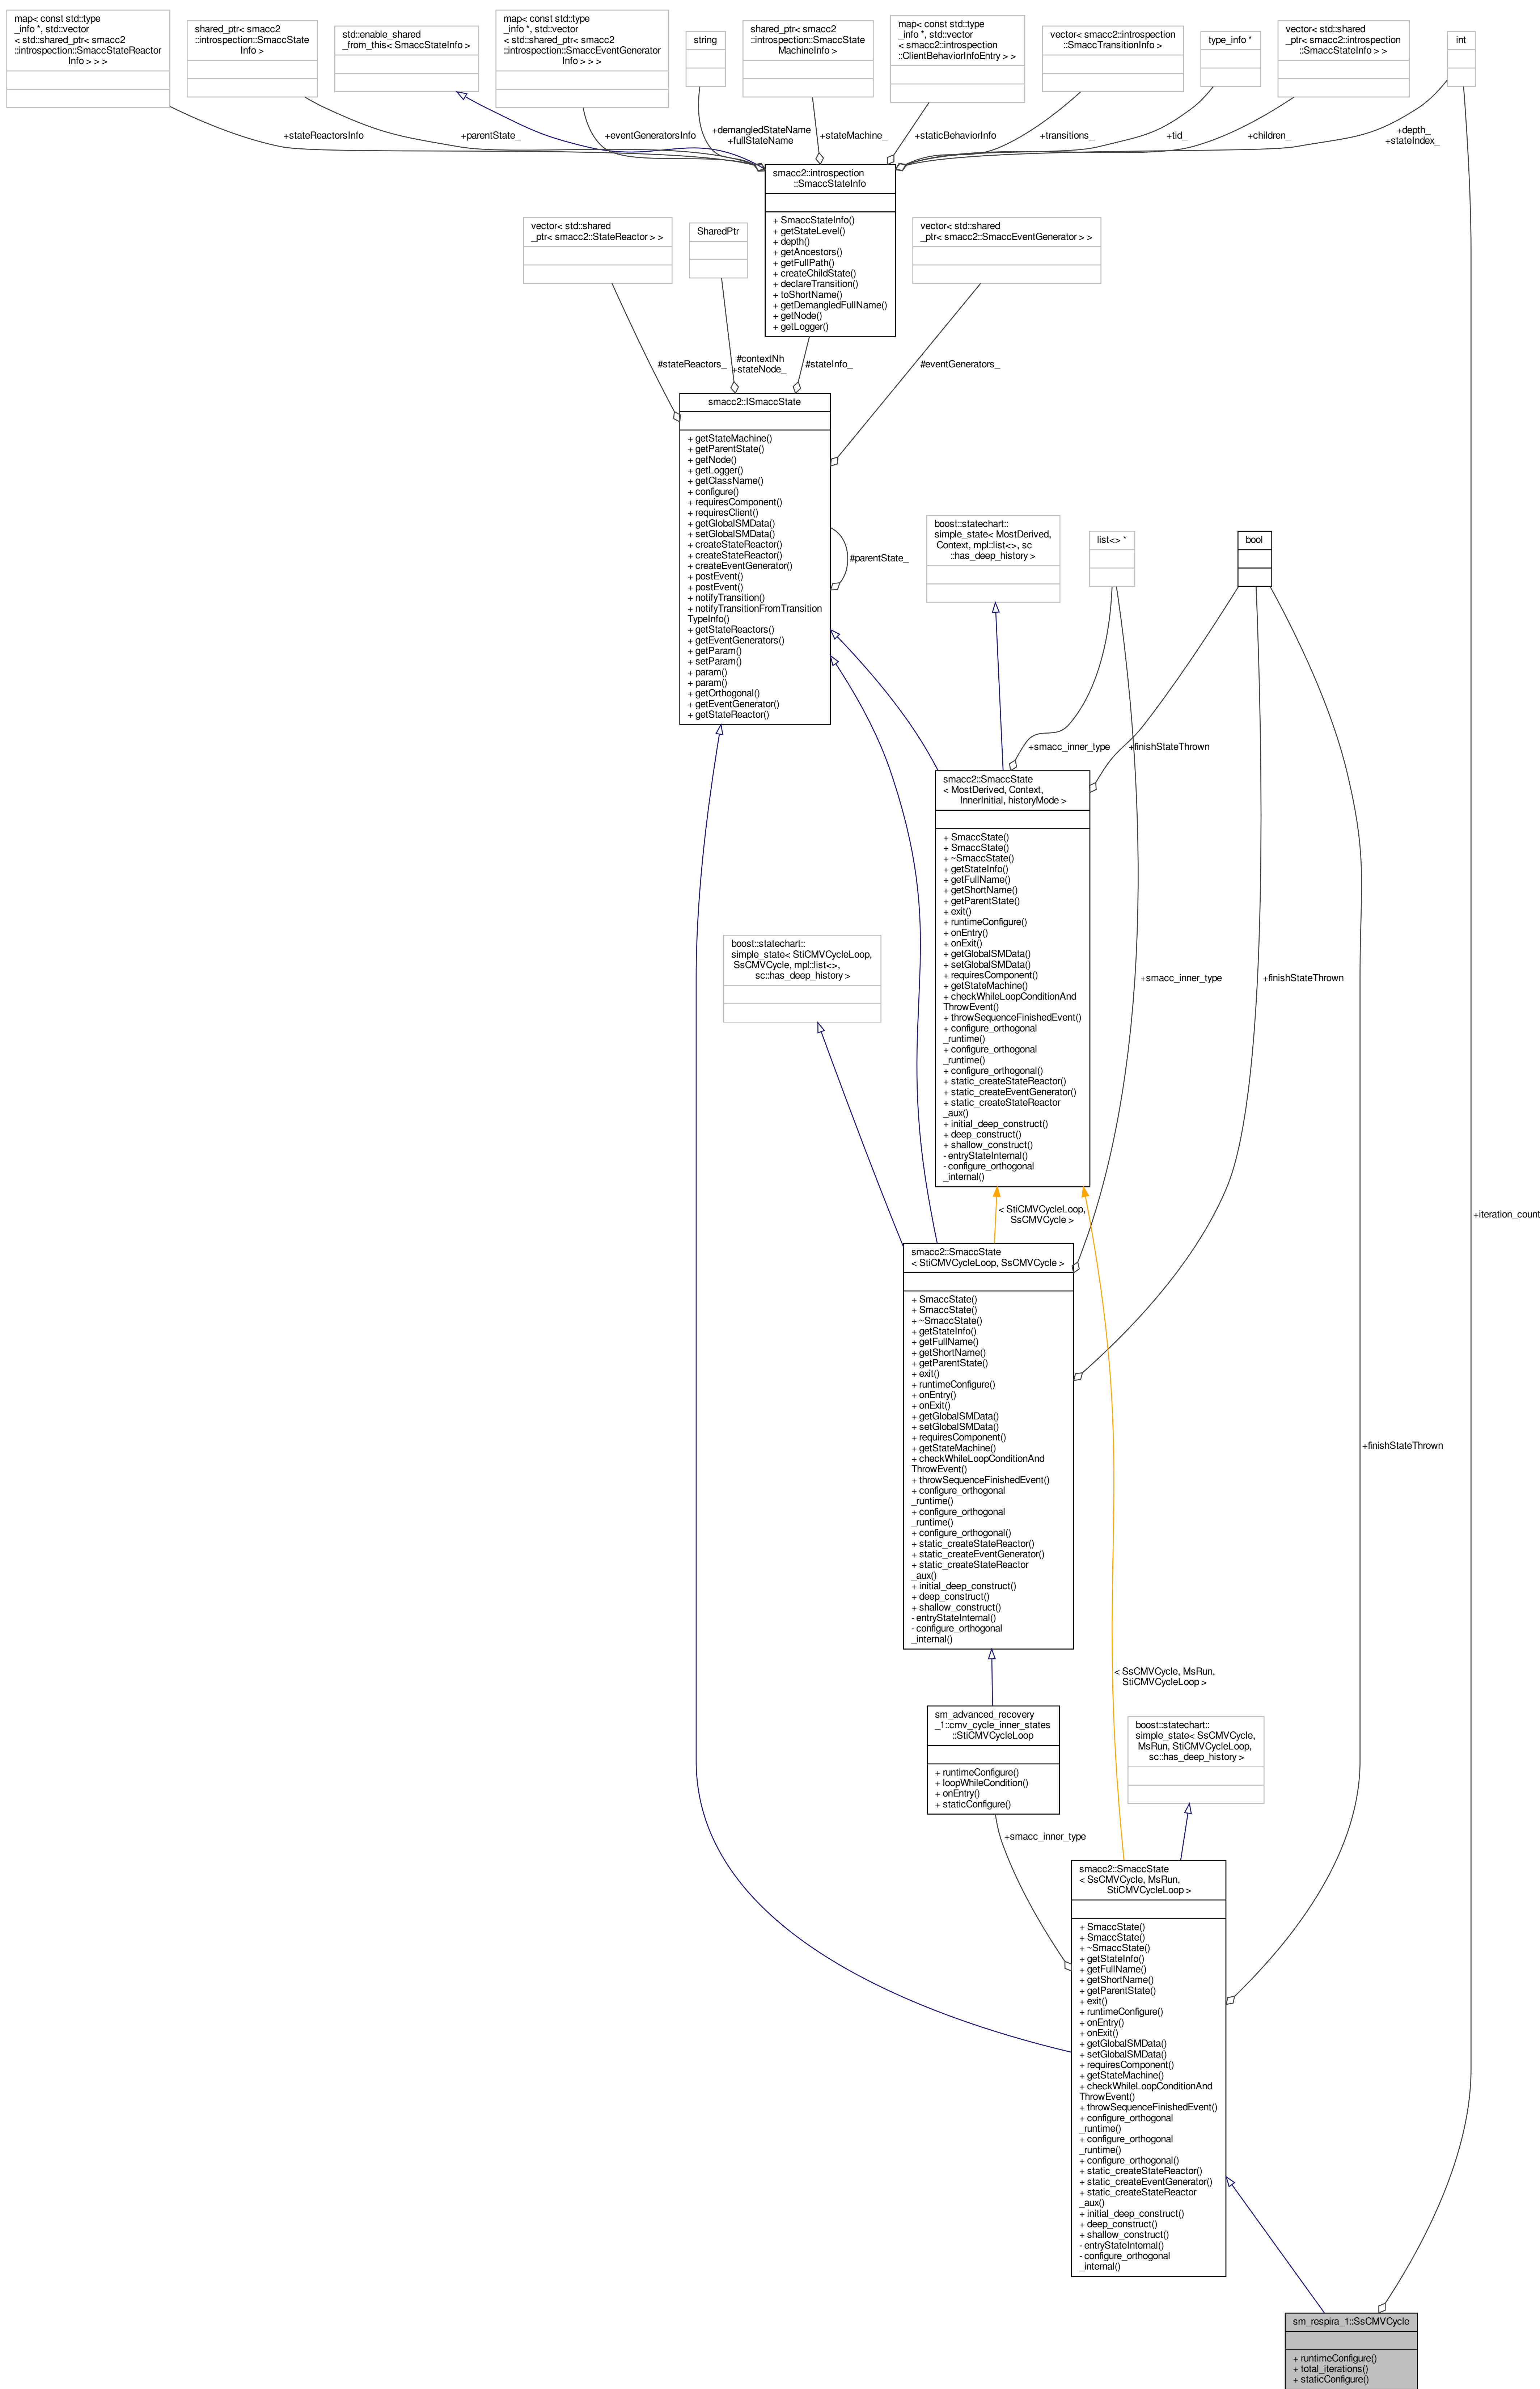 map< const std::type
_info *, std::vector
< std::shared_ptr< smacc2
::introspection::SmaccStateReactor
Info > > >
shared_ptr< smacc2
::introspection::SmaccState
Info >
std::enable_shared
_from_this< SmaccStateInfo >
map< const std::type
_info *, std::vector
< std::shared_ptr< smacc2
::introspection::SmaccEventGenerator
Info > > >
string
shared_ptr< smacc2
::introspection::SmaccState
MachineInfo >
map< const std::type
_info *, std::vector
< smacc2::introspection
::ClientBehaviorInfoEntry > >
vector< smacc2::introspection
::SmaccTransitionInfo >
type_info *
vector< std::shared
_ptr< smacc2::introspection
::SmaccStateInfo > >
int
+stateReactorsInfo
+parentState_
+eventGeneratorsInfo
+demangledStateName
+fullStateName
+stateMachine_
+staticBehaviorInfo
+transitions_
+tid_
+children_
+depth_
+stateIndex_
smacc2::introspection
::SmaccStateInfo
+ SmaccStateInfo()
+ getStateLevel()
+ depth()
+ getAncestors()
+ getFullPath()
+ createChildState()
+ declareTransition()
+ toShortName()
+ getDemangledFullName()
+ getNode()
+ getLogger()
vector< std::shared
_ptr< smacc2::StateReactor > >
SharedPtr
vector< std::shared
_ptr< smacc2::SmaccEventGenerator > >
#stateReactors_
#contextNh
+stateNode_
#stateInfo_
#eventGenerators_
smacc2::ISmaccState
+ getStateMachine()
+ getParentState()
+ getNode()
+ getLogger()
+ getClassName()
+ configure()
+ requiresComponent()
+ requiresClient()
+ getGlobalSMData()
+ setGlobalSMData()
+ createStateReactor()
+ createStateReactor()
+ createEventGenerator()
+ postEvent()
+ postEvent()
+ notifyTransition()
+ notifyTransitionFromTransition
TypeInfo()
+ getStateReactors()
+ getEventGenerators()
+ getParam()
+ setParam()
+ param()
+ param()
+ getOrthogonal()
+ getEventGenerator()
+ getStateReactor()
#parentState_
boost::statechart::
simple_state< MostDerived,
Context, mpl::list<>, sc
::has_deep_history >
list<> *
bool
+smacc_inner_type
+finishStateThrown
smacc2::SmaccState
< MostDerived, Context,
InnerInitial, historyMode >
+ SmaccState()
+ SmaccState()
+ ~SmaccState()
+ getStateInfo()
+ getFullName()
+ getShortName()
+ getParentState()
+ exit()
+ runtimeConfigure()
+ onEntry()
+ onExit()
+ getGlobalSMData()
+ setGlobalSMData()
+ requiresComponent()
+ getStateMachine()
+ checkWhileLoopConditionAnd
ThrowEvent()
+ throwSequenceFinishedEvent()
+ configure_orthogonal
_runtime()
+ configure_orthogonal
_runtime()
+ configure_orthogonal()
+ static_createStateReactor()
+ static_createEventGenerator()
+ static_createStateReactor
_aux()
+ initial_deep_construct()
+ deep_construct()
+ shallow_construct()
- entryStateInternal()
- configure_orthogonal
_internal()
boost::statechart::
simple_state< StiCMVCycleLoop,
SsCMVCycle, mpl::list<>,
sc::has_deep_history >
+smacc_inner_type
+finishStateThrown
< StiCMVCycleLoop,
SsCMVCycle >
+iteration_count
smacc2::SmaccState
< StiCMVCycleLoop, SsCMVCycle >
+ SmaccState()
+ SmaccState()
+ ~SmaccState()
+ getStateInfo()
+ getFullName()
+ getShortName()
+ getParentState()
+ exit()
+ runtimeConfigure()
+ onEntry()
+ onExit()
+ getGlobalSMData()
+ setGlobalSMData()
+ requiresComponent()
+ getStateMachine()
+ checkWhileLoopConditionAnd
ThrowEvent()
+ throwSequenceFinishedEvent()
+ configure_orthogonal
_runtime()
+ configure_orthogonal
_runtime()
+ configure_orthogonal()
+ static_createStateReactor()
+ static_createEventGenerator()
+ static_createStateReactor
_aux()
+ initial_deep_construct()
+ deep_construct()
+ shallow_construct()
- entryStateInternal()
- configure_orthogonal
_internal()
+finishStateThrown
< SsCMVCycle, MsRun,
StiCMVCycleLoop >
sm_advanced_recovery
_1::cmv_cycle_inner_states
::StiCMVCycleLoop
+ runtimeConfigure()
+ loopWhileCondition()
+ onEntry()
+ staticConfigure()
boost::statechart::
simple_state< SsCMVCycle,
MsRun, StiCMVCycleLoop,
sc::has_deep_history >
+smacc_inner_type
smacc2::SmaccState
< SsCMVCycle, MsRun,
StiCMVCycleLoop >
+ SmaccState()
+ SmaccState()
+ ~SmaccState()
+ getStateInfo()
+ getFullName()
+ getShortName()
+ getParentState()
+ exit()
+ runtimeConfigure()
+ onEntry()
+ onExit()
+ getGlobalSMData()
+ setGlobalSMData()
+ requiresComponent()
+ getStateMachine()
+ checkWhileLoopConditionAnd
ThrowEvent()
+ throwSequenceFinishedEvent()
+ configure_orthogonal
_runtime()
+ configure_orthogonal
_runtime()
+ configure_orthogonal()
+ static_createStateReactor()
+ static_createEventGenerator()
+ static_createStateReactor
_aux()
+ initial_deep_construct()
+ deep_construct()
+ shallow_construct()
- entryStateInternal()
- configure_orthogonal
_internal()
sm_respira_1::SsCMVCycle
+ runtimeConfigure()
+ total_iterations()
+ staticConfigure()